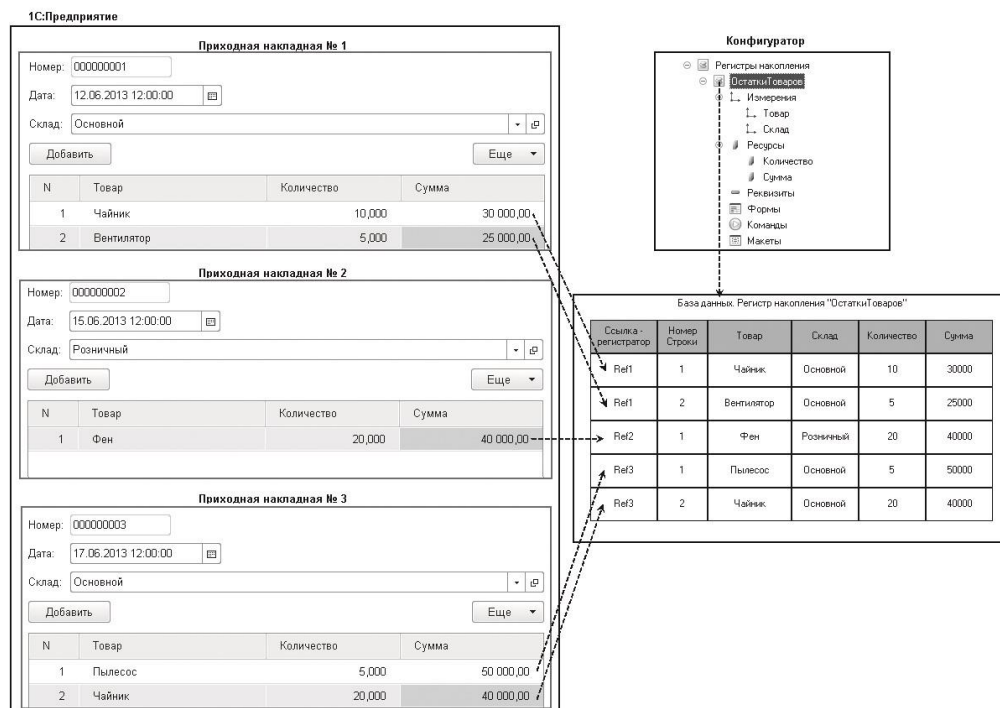 1С:Предприятие
Приходная накладная № 1
Номер: 000000001
Дата: 12.06.2013 12:00:00
Склад: Основной
Добавить Еще
N Товар Количество Сумма
1 Чайник 10,000 30 000,00
2 Вентилятор 5,000 25 000,00
Приходная накладная № 2
Номер: 000000002
Дата: 15.06.2013 12:00:00
Склад: Розничный
Добавить Еще
N Товар Количество Сумма
1 Фен 20,000 40 000,00
Приходная накладная № 3
Номер: 000000003
Дата: 17.06.2013 12:00:00
Склад: Основной
Добавить Еще
N Товар Количество Сумма
1 Пылесос 5,000 50 000,00
2 Чайник 20,000 40 000,00
Конфигуратор
Регистры накопления
ОстаткиТоваров
Измерения
Товар
Склад
Ресурсы
Количество
Сумма
Реквизиты
Формы
Команды
Макеты
База данных. Регистр накопления "ОстаткиТоваров"
Ссылка - Номер Товар Склад Количество Сумма
регистратор Строки
Ref1 1 Чайник Основной 10 30000
Ref1 2 Вентилятор Основной 5 25000
Ref2 1 Фен Розничный 20 40000
Ref3 1 Пылесос Основной 5 50000
Ref3 2 Чайник Основной 20 40000